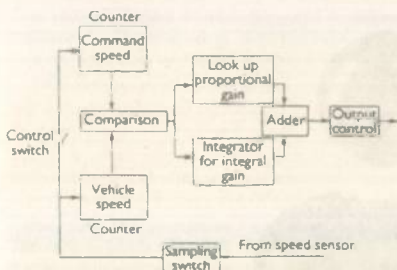 Counter
Command
speed
Look up
proportional
gain
Control
switch
Comparison
Adder
Output
control
Integrator
for integral
gain
Vehicle
speed
Counter
Sampling
switch
From speed sensor